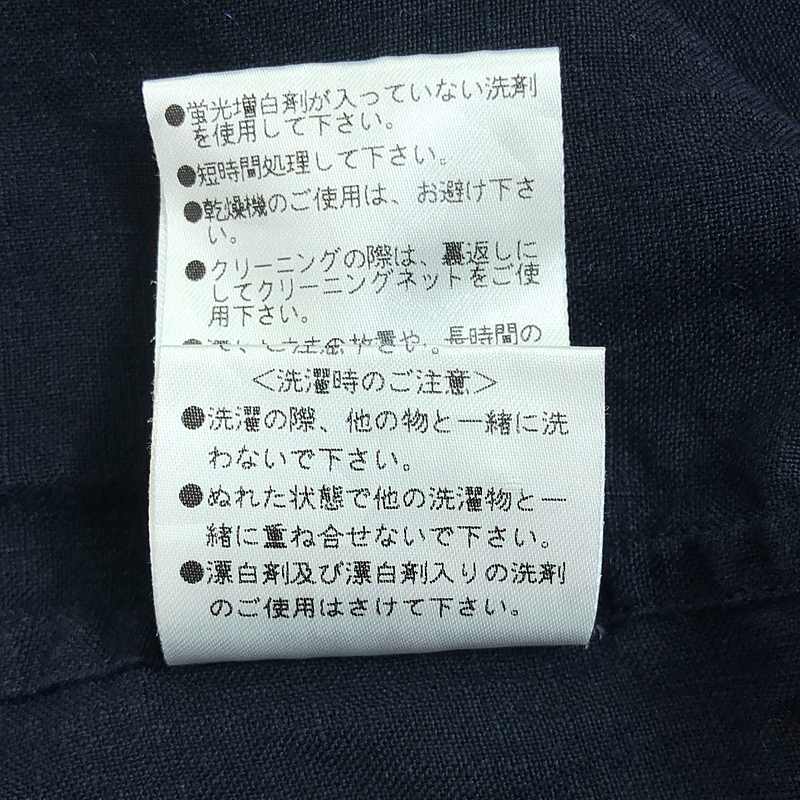 ●蛍光増白剤が入っていない洗剤
を使用して下さい。
●短時間処理して下さい。
●乾燥機のご使用は、お避け下さ
い。
●クリーニングの際は、裏返しに
してクリーニングネットをご使
用下さい。
●放置や、長時間の
<洗濯時のご注意>
●洗濯の際、他の物と一緒に洗
わないで下さい。
●ぬれた状態で他の洗濯物と一
緒に重ね合せないで下さい。
●漂白剤及び漂白剤入りの洗剤
のご使用はさけて下さい。